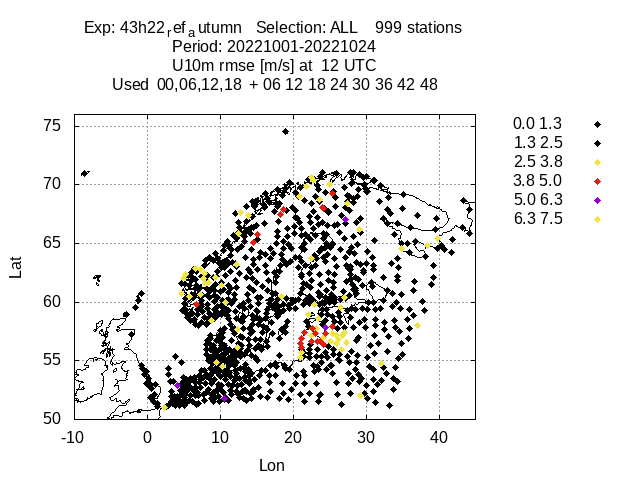 Exp: 43h22ref_autumn Selection: ALL 999 stations
Period: 20221001-20221024
U10m rmse [m/s] at 12 UTC
Used 00,06,12,18 + 06 12 18 24 30 36 42 48
75
70
65
60
55
50
Lat
-10 0 10 20 30 40
Lon
0.0 1.3
1.3 2.5
2.5 3.8
3.8 5.0
5.0 6.3
6.3 7.5